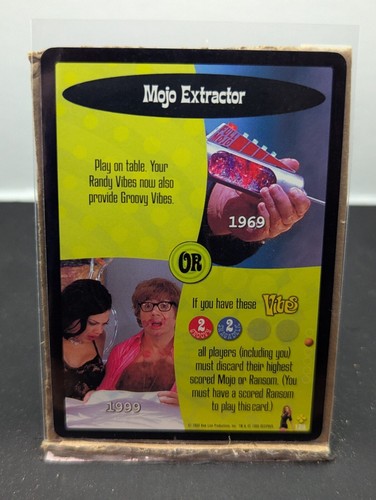 Mojo Extractor
Play on table. Your
Randy Vibes now also
provide Groovy Vibes.
1969
OR
If you have these Vibes
2 2
all players (including you)
must discard their highest
scored Mojo or Ransom. (You
must have a scored Ransom
to play this card.)
1999